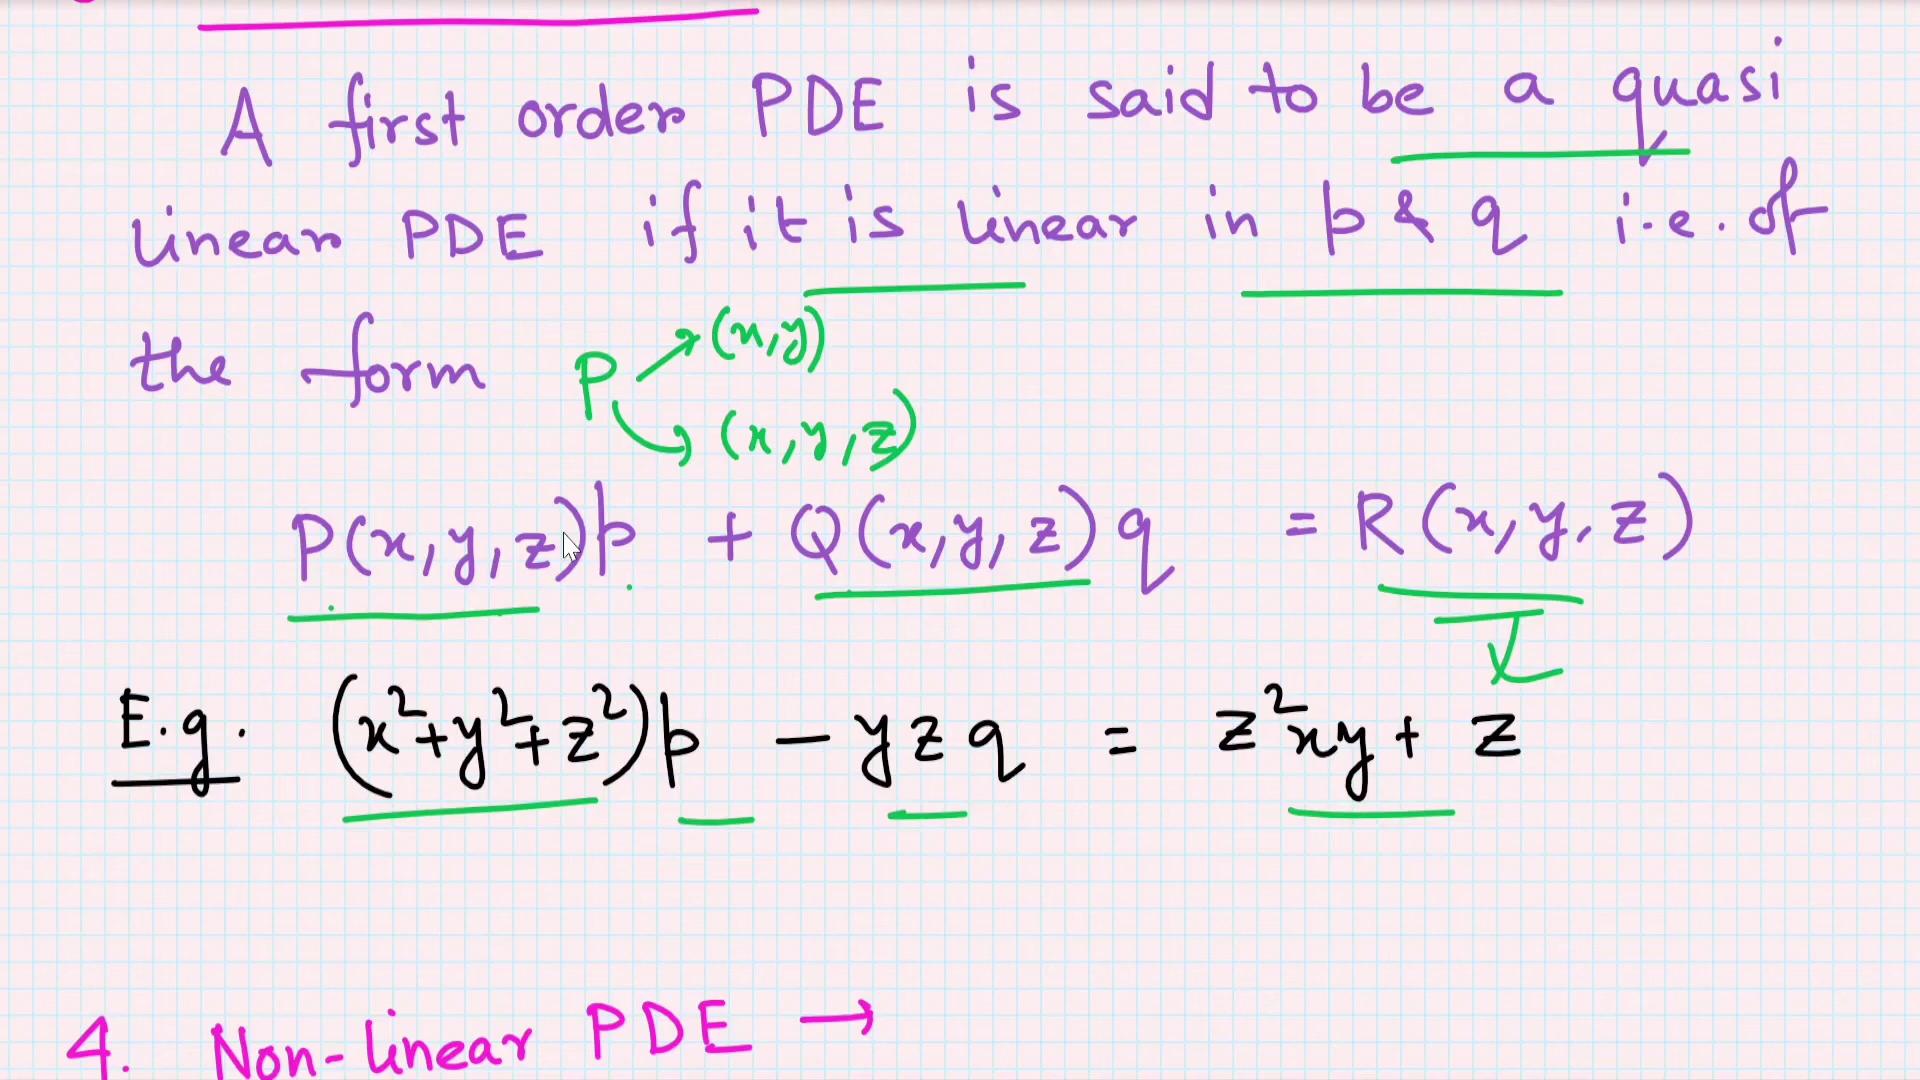 A first order PDE is said to be a quasi
linear PDE if it is linear in p & q i.e. of
the form P → (x,y)
→ (x,y,z)
P(x,y,z)p + Q(x,y,z)q = R(x,y,z)
E.g. (x²+y²+z²)p - yzq = z²xy + z
4. Non-linear PDE →